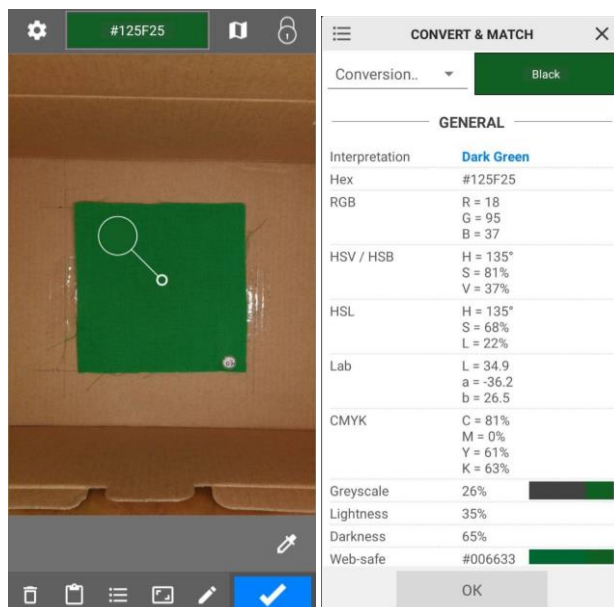 #125F25
1
CONVERT & MATCH
Conversion..
Black
GENERAL
Interpretation Dark Green
Hex #125F25
RGB R = 18
G = 95
B = 37
HSV / HSB H = 135°
S = 81%
V = 37%
HSL H = 135°
S = 68%
L = 22%
Lab L = 34.9
a = -36.2
b = 26.5
CMYK C = 81%
M = 0%
Y = 61%
K = 63%
Greyscale 26%
Lightness 35%
Darkness 65%
Web-safe #006633
OK